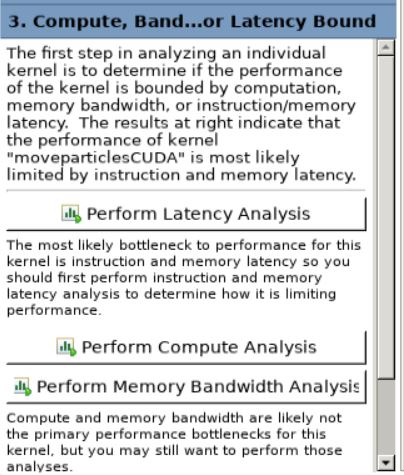 3. Compute, Band...or Latency Bound
The first step in analyzing an individual
kernel is to determine if the performance
of the kernel is bounded by computation,
memory bandwidth, or instruction/memory
latency.  The results at right indicate that
the performance of kernel
"moveparticlesCUDA" is most likely
limited by instruction and memory latency.
Perform Latency Analysis
The most likely bottleneck to performance for this
kernel is instruction and memory latency so you
should first perform instruction and memory
latency analysis to determine how it is limiting
performance.
Perform Compute Analysis
Perform Memory Bandwidth Analysis
Compute and memory bandwidth are likely not
the primary performance bottlenecks for this
kernel, but you may still want to perform those
analyses.